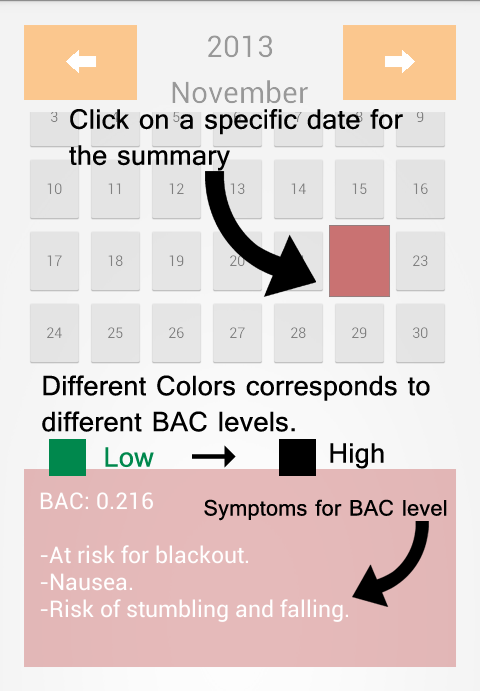 2013
November
3 4 5 6 7 8 9
Click on a specific date for
the summary
10 11 12 13 14 15 16
17 18 19 20 23
24 25 26 27 28 29 30
Different Colors corresponds to
different BAC levels.
Low High
BAC: 0.216
Symptoms for BAC level
-At risk for blackout.
-Nausea.
-Risk of stumbling and falling.